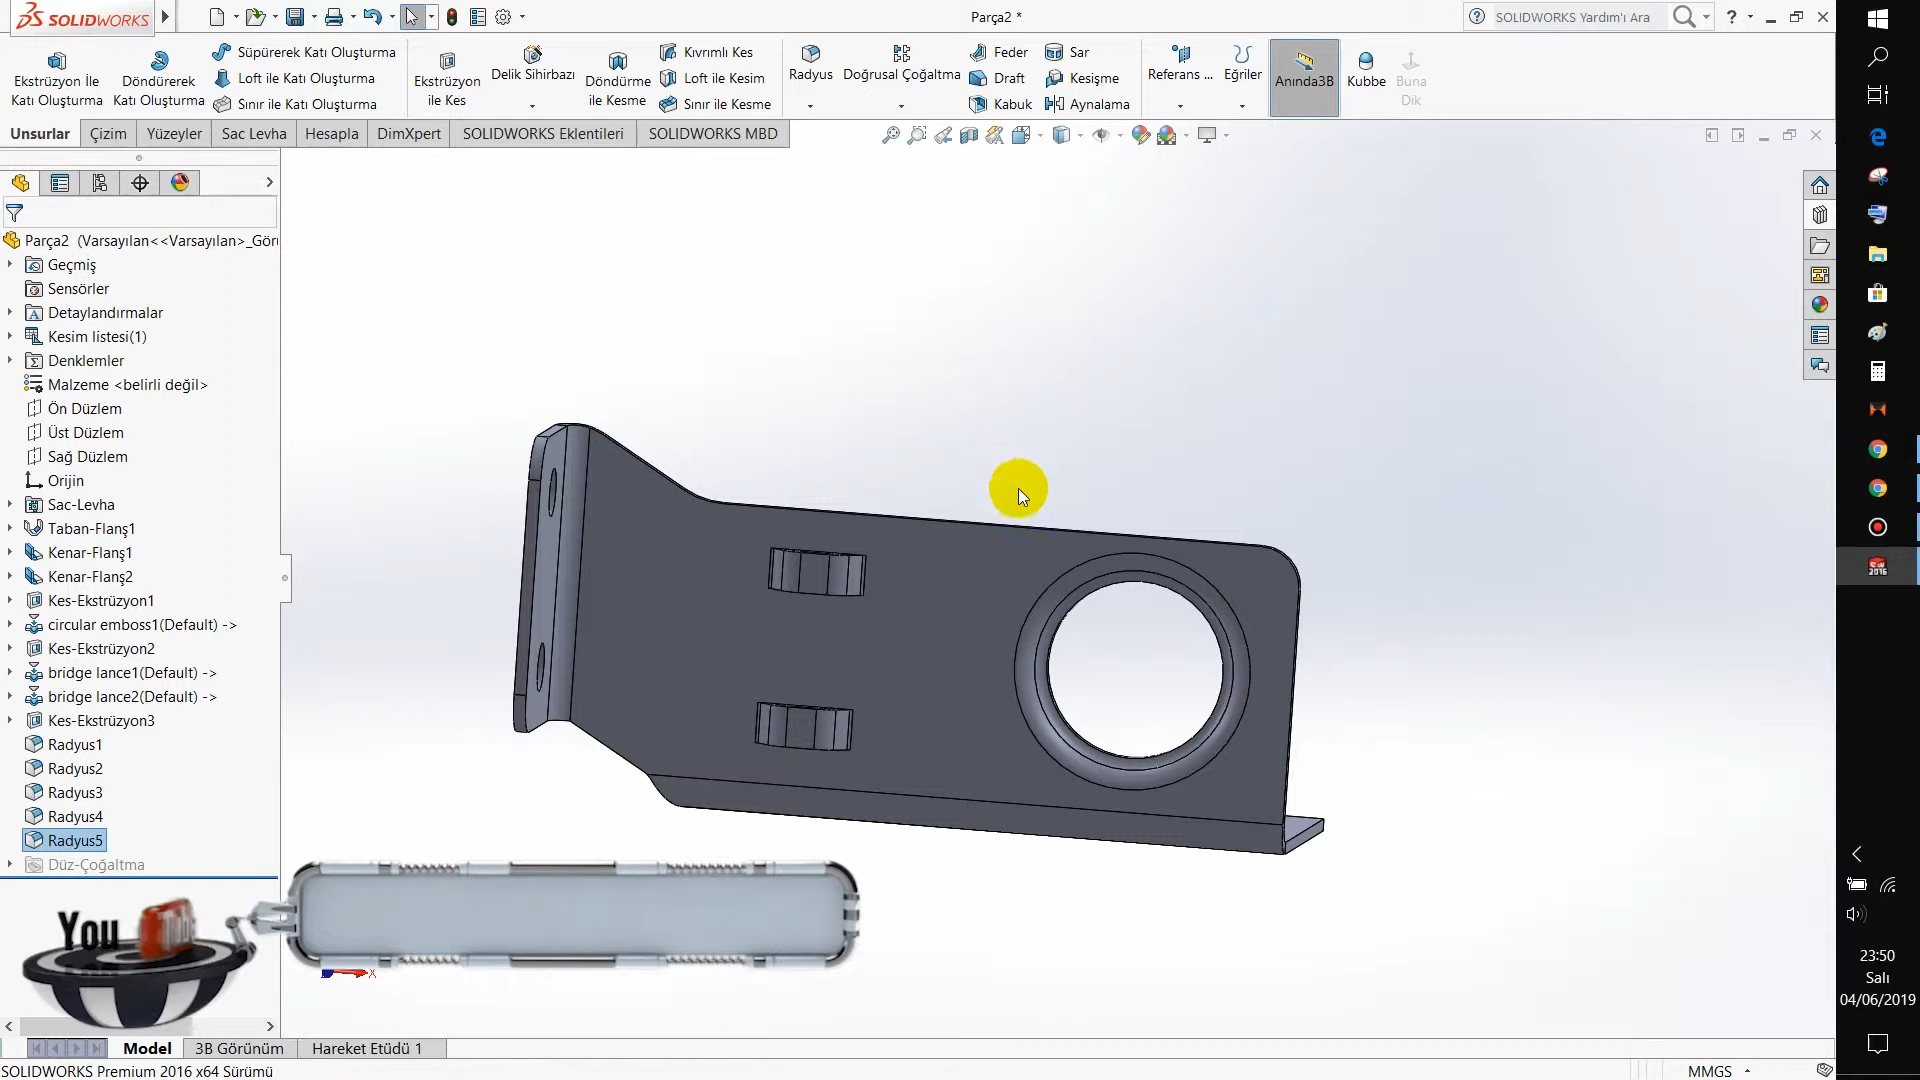 SOLIDWORKS
Parça2 *
SOLIDWORKS Yardım'ı Ara
?
Ekstrüzyon İle Katı Oluşturma
Döndürerek Katı Oluşturma
Süpürerek Katı Oluşturma
Loft ile Katı Oluşturma
Sınır ile Katı Oluşturma
Ekstrüzyon ile Kes
Delik Sihirbazı
Döndürme ile Kesme
Kıvrımlı Kes
Loft ile Kesim
Sınır ile Kesme
Radyus
Doğrusal Çoğaltma
Feder
Draft
Kabuk
Sar
Kesişme
Aynalama
Referans ...
Eğriler
Anında3B
Kubbe
Buna Dik
Unsurlar
Çizim
Yüzeyler
Sac Levha
Hesapla
DimXpert
SOLIDWORKS Eklentileri
SOLIDWORKS MBD
Parça2 (Varsayılan<<Varsayılan>_Görü
Geçmiş
Sensörler
Detaylandırmalar
Kesim listesi(1)
Denklemler
Malzeme <belirli değil>
Ön Düzlem
Üst Düzlem
Sağ Düzlem
Orijin
Sac-Levha
Taban-Flanş1
Kenar-Flanş1
Kenar-Flanş2
Kes-Ekstrüzyon1
circular emboss1(Default) ->
Kes-Ekstrüzyon2
bridge lance1(Default) ->
bridge lance2(Default) ->
Kes-Ekstrüzyon3
Radyus1
Radyus2
Radyus3
Radyus4
Radyus5
Düz-Çoğaltma
You Tube
X
Model
3B Görünüm
Hareket Etüdü 1
SOLIDWORKS Premium 2016 x64 Sürümü
MMGS
2016
23:50
Salı
04/06/2019